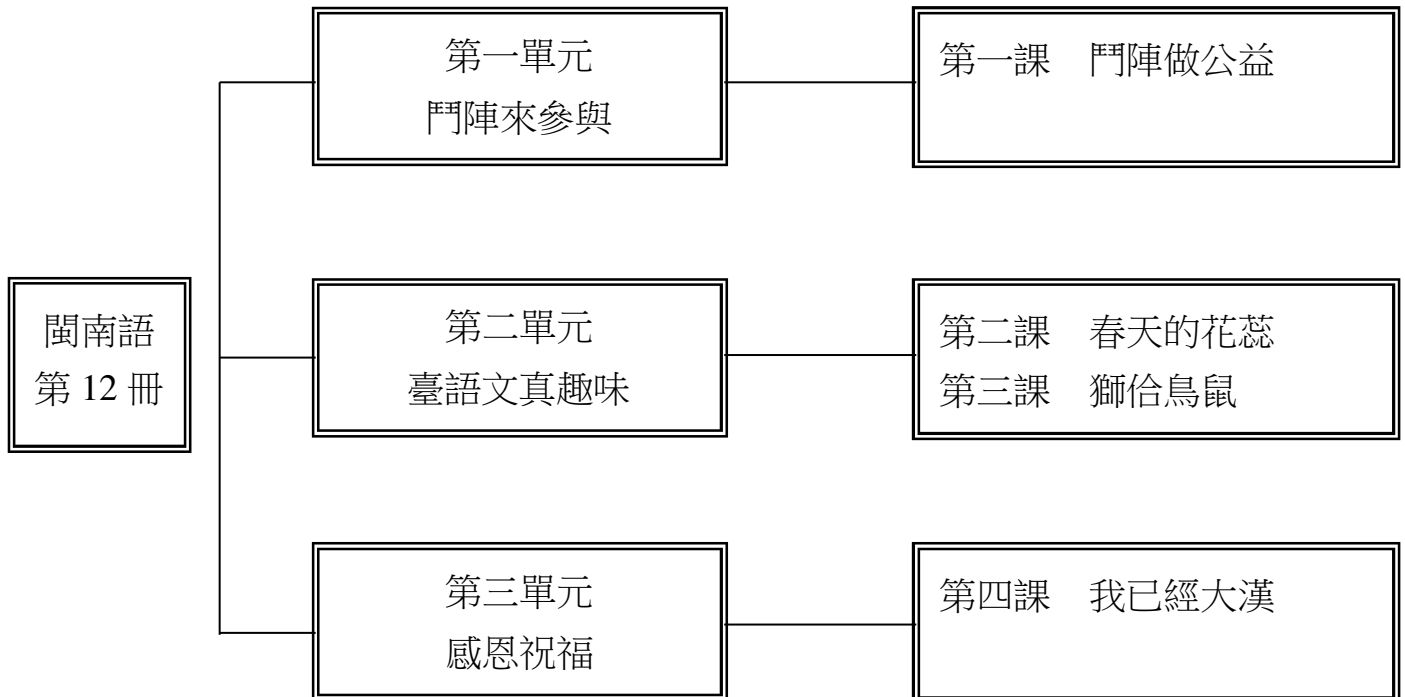 閩南語
第 12 冊
第一單元
鬥陣來參與
第一課 鬥陣做公益
第二單元
臺語文真趣味
第二課 春天的花蕊
第三課 獅佮鳥鼠
第三單元
感恩祝福
第四課 我已經大漢